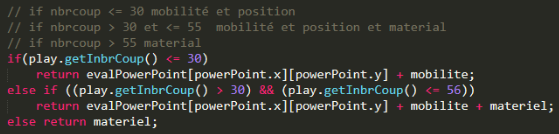 // if nbrcoup <= 30 mobilité et position
// if nbrcoup > 30 et <= 55  mobilité et position et material
// if nbrcoup > 55 material
if(play.getInbrCoup() <= 30)
    return evalPowerPoint[powerPoint.x][powerPoint.y] + mobilite;
else if ((play.getInbrCoup() > 30) && (play.getInbrCoup() <= 56))
    return evalPowerPoint[powerPoint.x][powerPoint.y] + mobilite + materiel;
else return materiel;